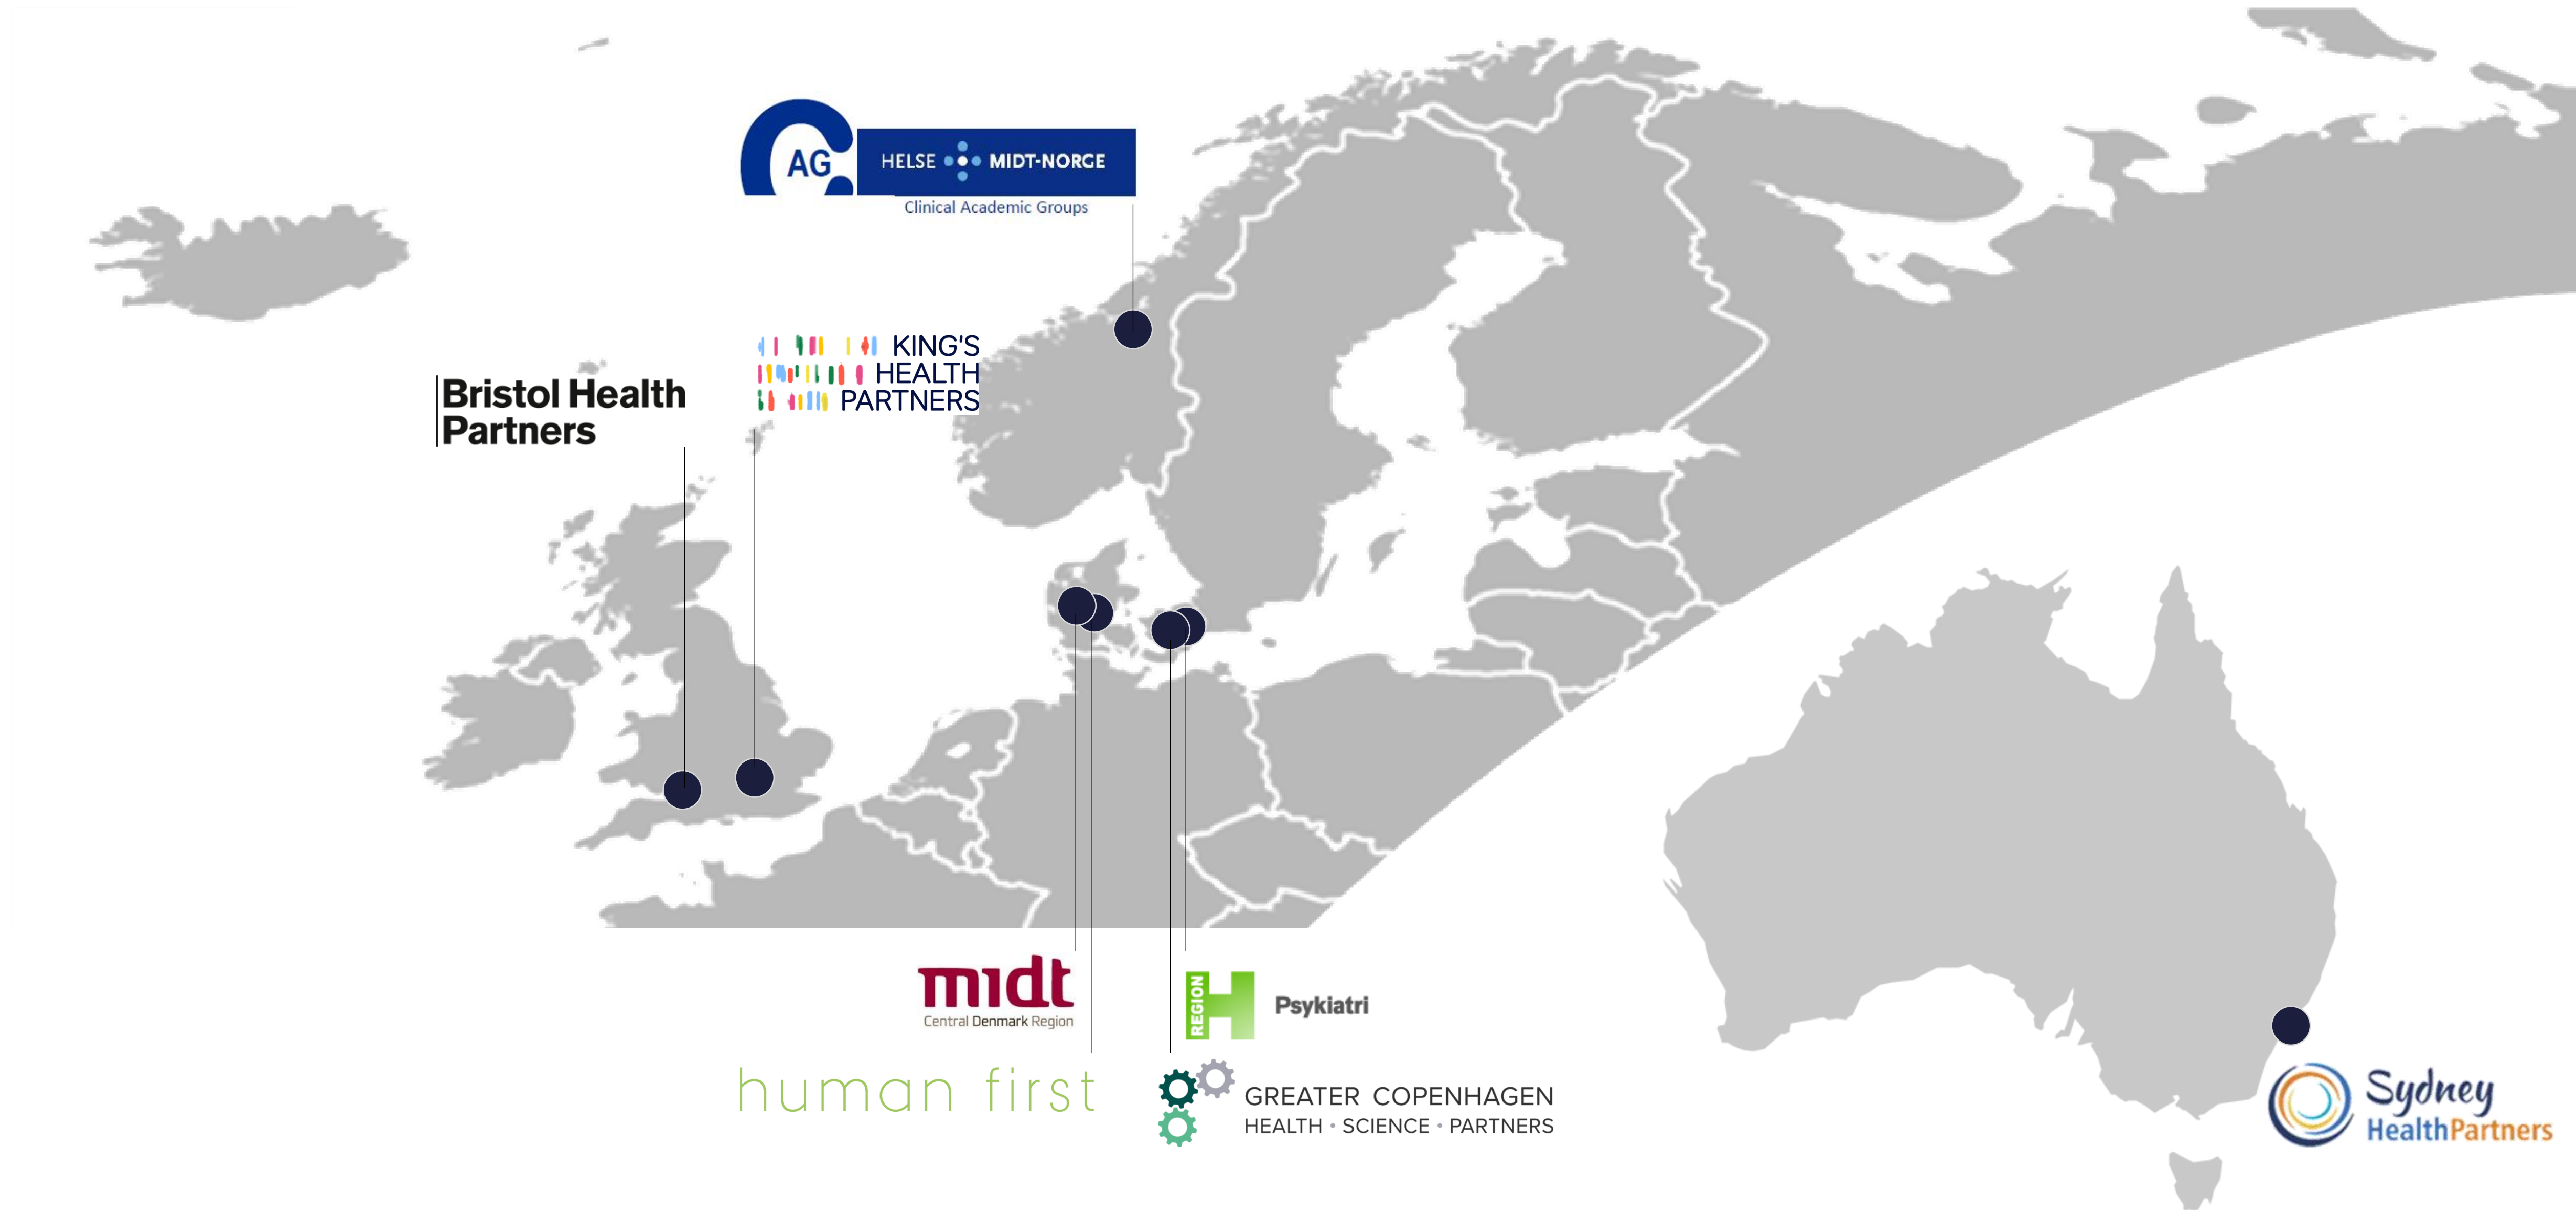 AG
HELSE MIDT-NORGE
Clinical Academic Groups
KING'S
HEALTH
PARTNERS
Bristol Health
Partners
midt
Central Denmark Region
REGION H
Psykiatri
human first
GREATER COPENHAGEN
HEALTH • SCIENCE • PARTNERS
Sydney
HealthPartners